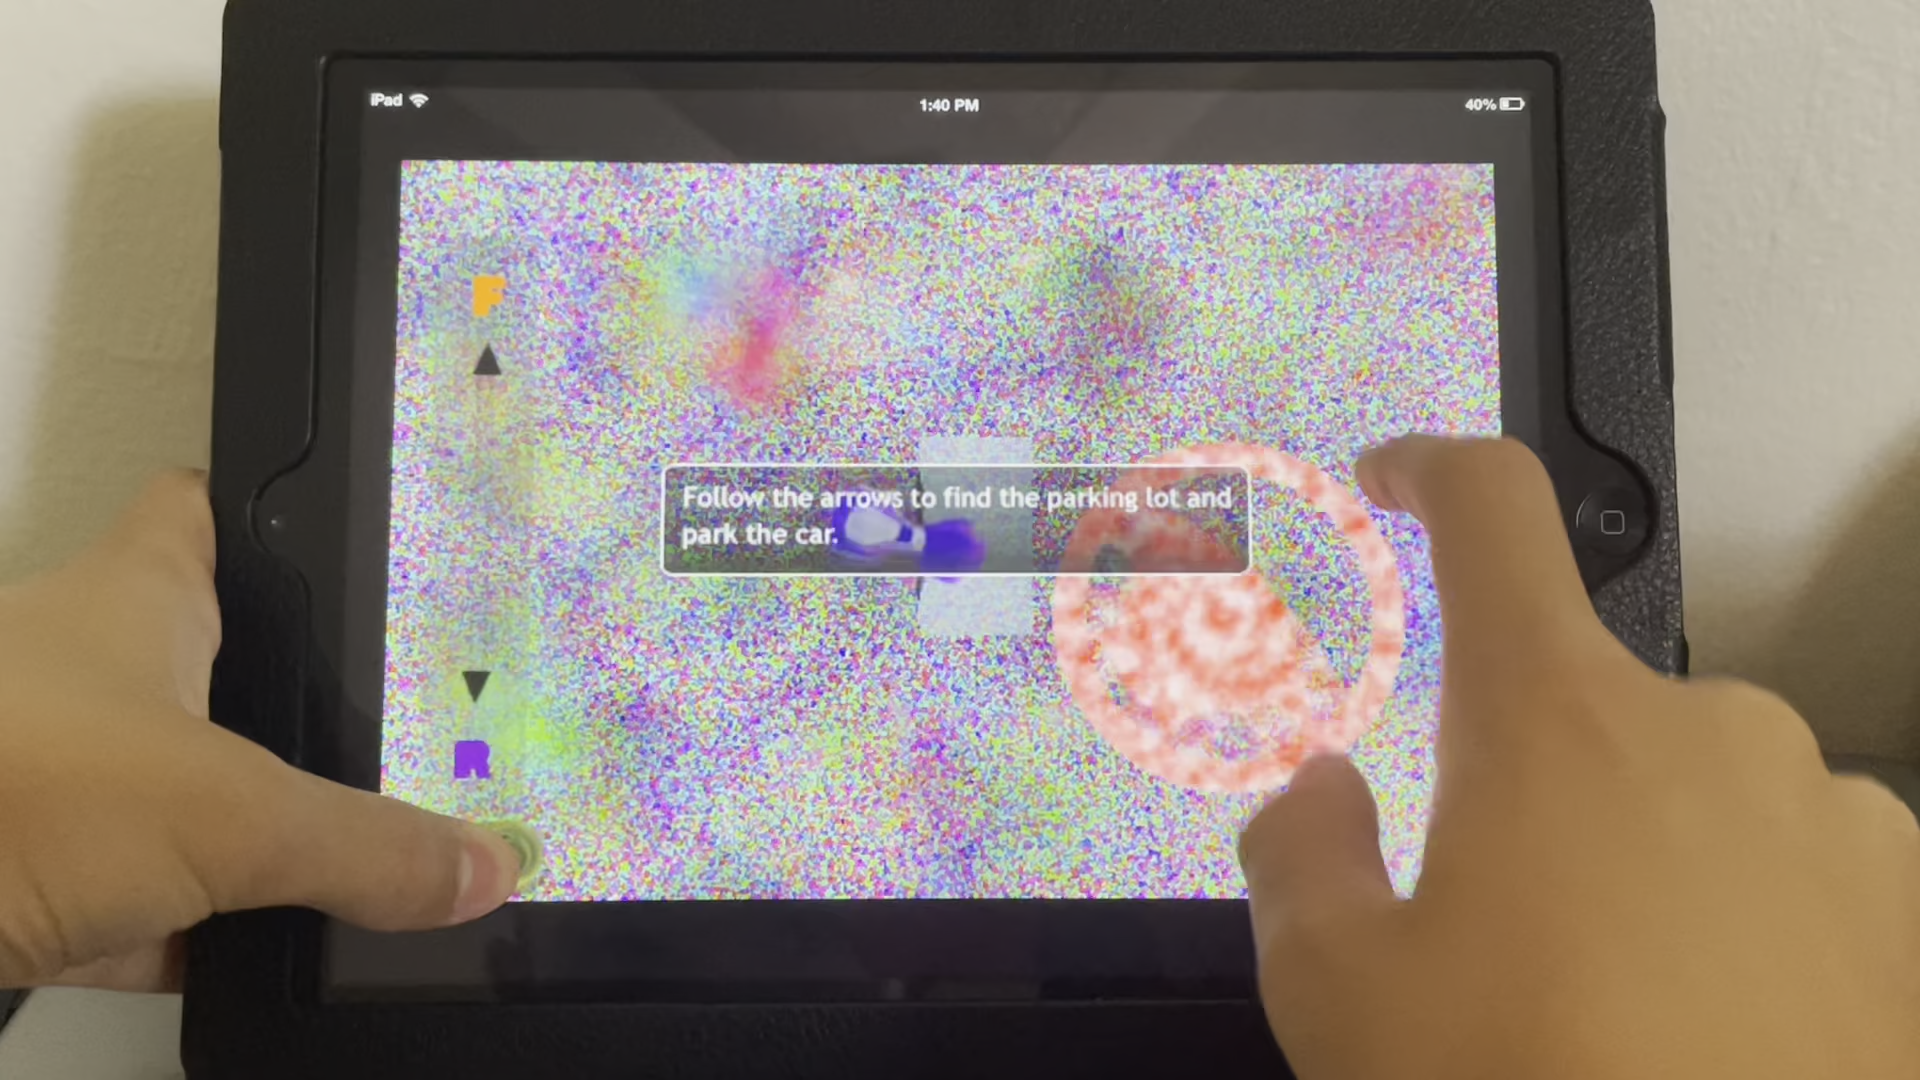 iPad
1:40 PM
40%
F
Follow the arrows to find the parking lot and
park the car.
R